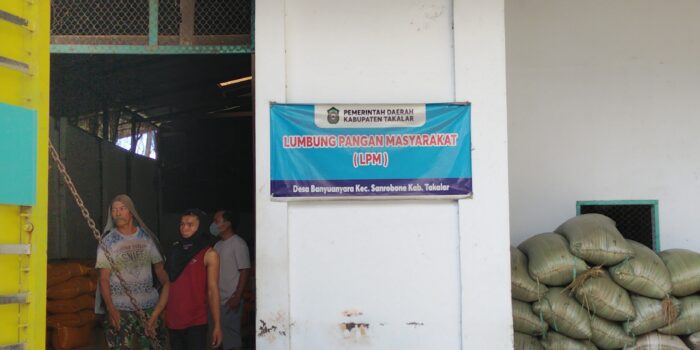 PEMERINTAH DAERAH
KABUPATEN TAKALAR
LUMBUNG PANGAN MASYARAKAT
( LPM )
Desa Banyuanyara Kec. Sanrobone Kab. Takalar